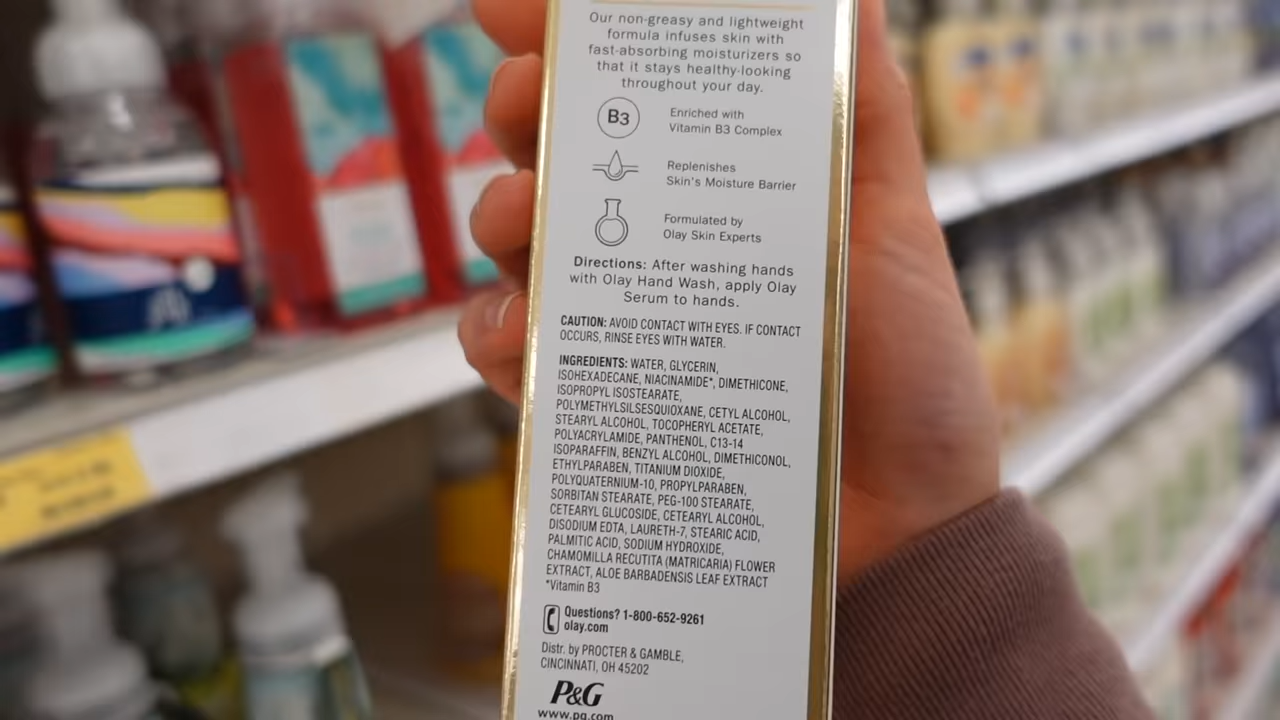 Our non-greasy and lightweight
formula infuses skin with
fast-absorbing moisturizers so
that it stays healthy-looking
throughout your day.
B3
Enriched with
Vitamin B3 Complex
Replenishes
Skin's Moisture Barrier
Formulated by
Olay Skin Experts
Directions: After washing hands
with Olay Hand Wash, apply Olay
Serum to hands.
CAUTION: AVOID CONTACT WITH EYES. IF CONTACT
OCCURS, RINSE EYES WITH WATER.
INGREDIENTS: WATER, GLYCERIN,
ISOHEXADECANE, NIACINAMIDE*, DIMETHICONE,
ISOPROPYL ISOSTEARATE,
POLYMETHYLSILSESQUIOXANE, CETYL ALCOHOL,
STEARYL ALCOHOL, TOCOPHERYL ACETATE,
POLYACRYLAMIDE, PANTHENOL, C13-14
ISOPARAFFIN, BENZYL ALCOHOL, DIMETHICONOL,
ETHYLPARABEN, TITANIUM DIOXIDE,
POLYQUATERNIUM-10, PROPYLPARABEN,
SORBITAN STEARATE, PEG-100 STEARATE,
CETEARYL GLUCOSIDE, CETEARYL ALCOHOL,
DISODIUM EDTA, LAURETH-7, STEARIC ACID,
PALMITIC ACID, SODIUM HYDROXIDE,
CHAMOMILLA RECUTITA (MATRICARIA) FLOWER
EXTRACT, ALOE BARBADENSIS LEAF EXTRACT
*Vitamin B3
Questions? 1-800-652-9261
olay.com
Distr. by PROCTER & GAMBLE,
CINCINNATI, OH 45202
P&G
www.pg.com